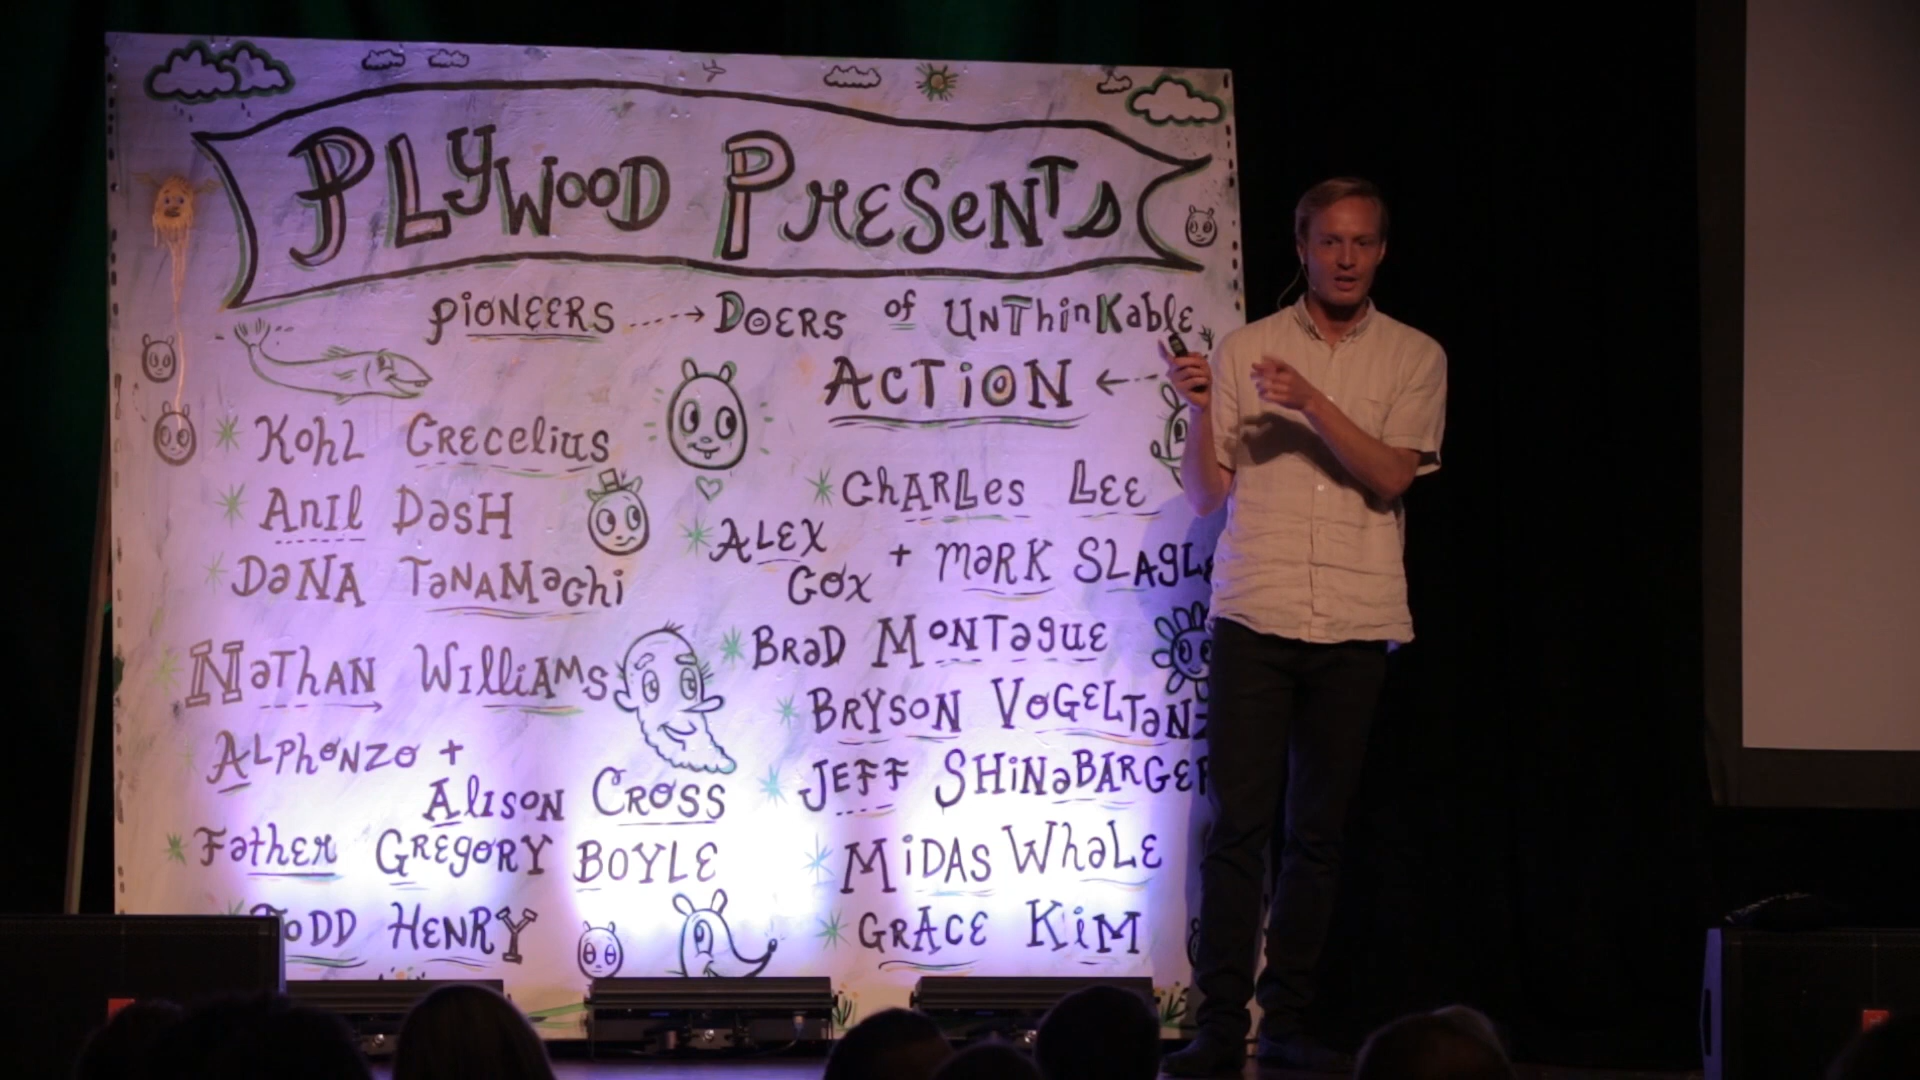 PLYWOOD PRESENTS
PIONEERS DOERS of UNThinKable
ACTION
Kohl Crecelius
ANIl DasH
DaNA TaNAMachi
NaThAN WIlliAMs
ALPhONZO +
AlISON CROSS
Father GREGORY BOYLE
TODD HENRY
ChARLes LEE
ALEX COX + MaRK SLAGLE
BRaD MONTague
BRYSON VOGELTaNZ
JEFF SHINaBARGER
MiDAS WhaLE
GRACE KiM